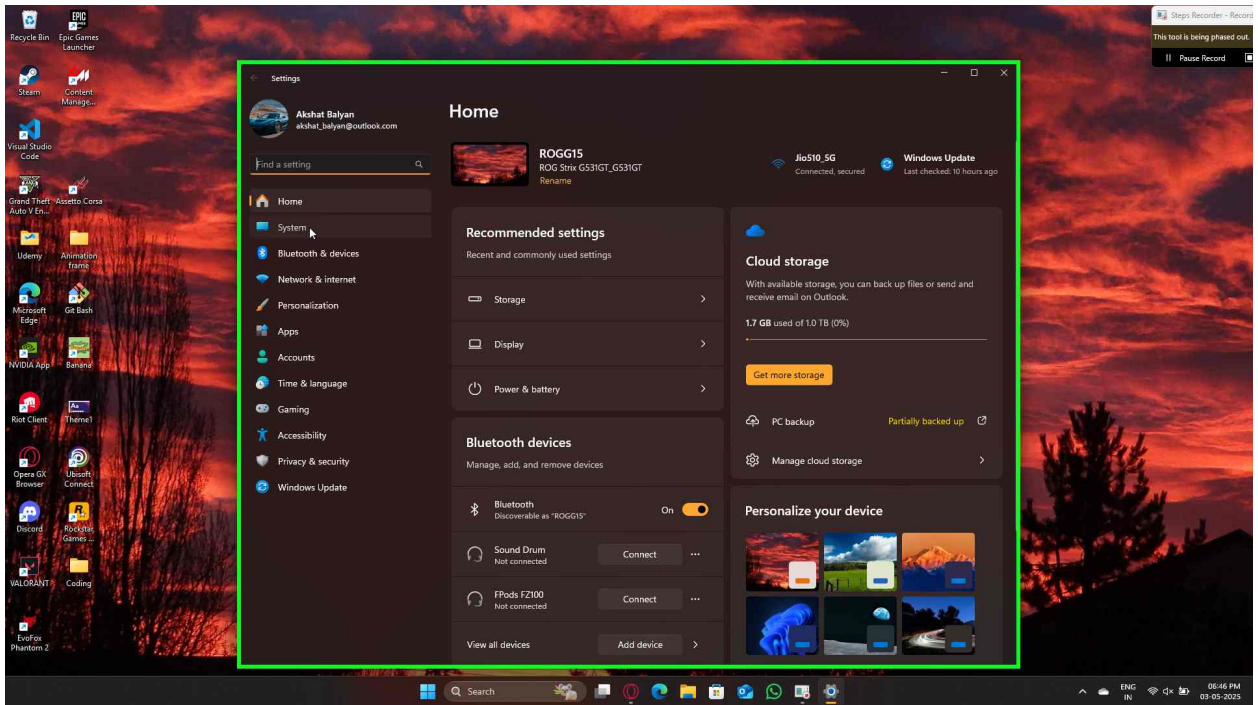 Recycle Bin
Epic Games
Launcher
Steam
Content
Manage...
Visual Studio
Code
Grand Theft
Auto V En...
Assetto Corsa
Udemy
Animation
frame
Microsoft
Edge
Git Bash
NVIDIA App
Banana
Riot Client
Theme1
Opera GX
Browser
Ubisoft
Connect
Discord
Rockstar
Games ...
VALORANT
Coding
EvoFox
Phantom 2
Steps Recorder - Record
This tool is being phased out.
Pause Record
Settings
Akshat Balyan
akshat_balyan@outlook.com
Find a setting
Home
System
Bluetooth & devices
Network & internet
Personalization
Apps
Accounts
Time & language
Gaming
Accessibility
Privacy & security
Windows Update
Home
ROGG15
ROG Strix G531GT_G531GT
Rename
Jio510_5G
Connected, secured
Windows Update
Last checked: 10 hours ago
Recommended settings
Recent and commonly used settings
Storage
Display
Power & battery
Bluetooth devices
Manage, add, and remove devices
Bluetooth
Discoverable as "ROGG15"
On
Sound Drum
Not connected
Connect
FPods FZ100
Not connected
Connect
View all devices
Add device
Cloud storage
With available storage, you can back up files or send and
receive email on Outlook.
1.7 GB used of 1.0 TB (0%)
Get more storage
PC backup
Partially backed up
Manage cloud storage
Personalize your device
Search
ENG
IN
06:46 PM
03-05-2025